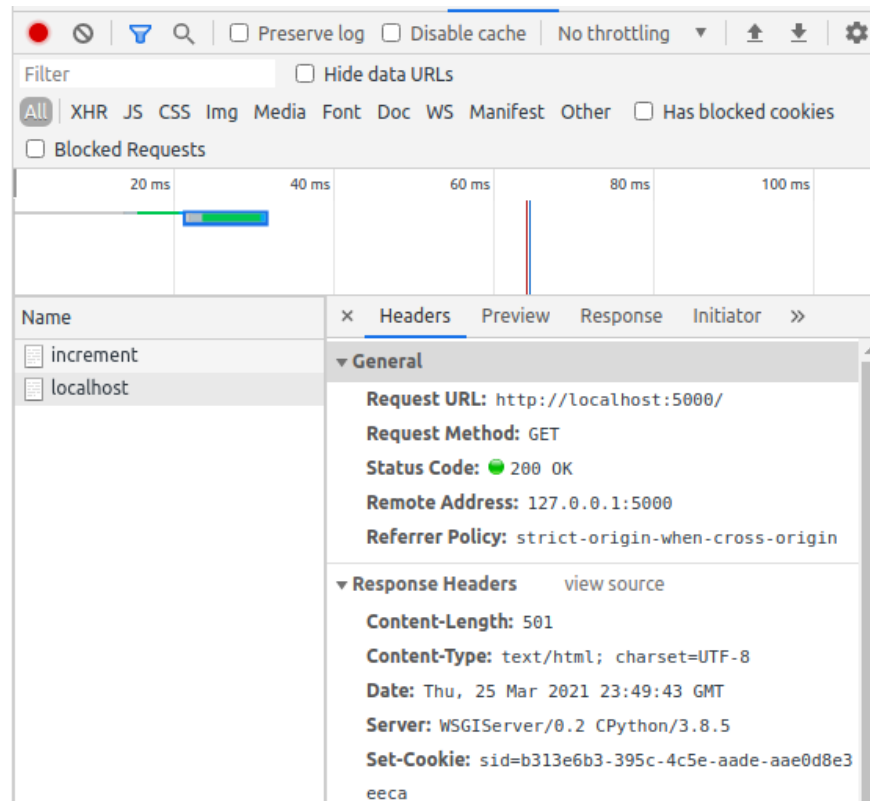 Preserve log Disable cache No throttling
Filter Hide data URLs
All XHR JS CSS Img Media Font Doc WS Manifest Other Has blocked cookies
Blocked Requests
20 ms 40 ms 60 ms 80 ms 100 ms
Name × Headers Preview Response Initiator »
increment
localhost
General
Request URL: http://localhost:5000/
Request Method: GET
Status Code: 200 OK
Remote Address: 127.0.0.1:5000
Referrer Policy: strict-origin-when-cross-origin
Response Headers view source
Content-Length: 501
Content-Type: text/html; charset=UTF-8
Date: Thu, 25 Mar 2021 23:49:43 GMT
Server: WSGIServer/0.2 CPython/3.8.5
Set-Cookie: sid=b313e6b3-395c-4c5e-aade-aae0d8e3
eeca